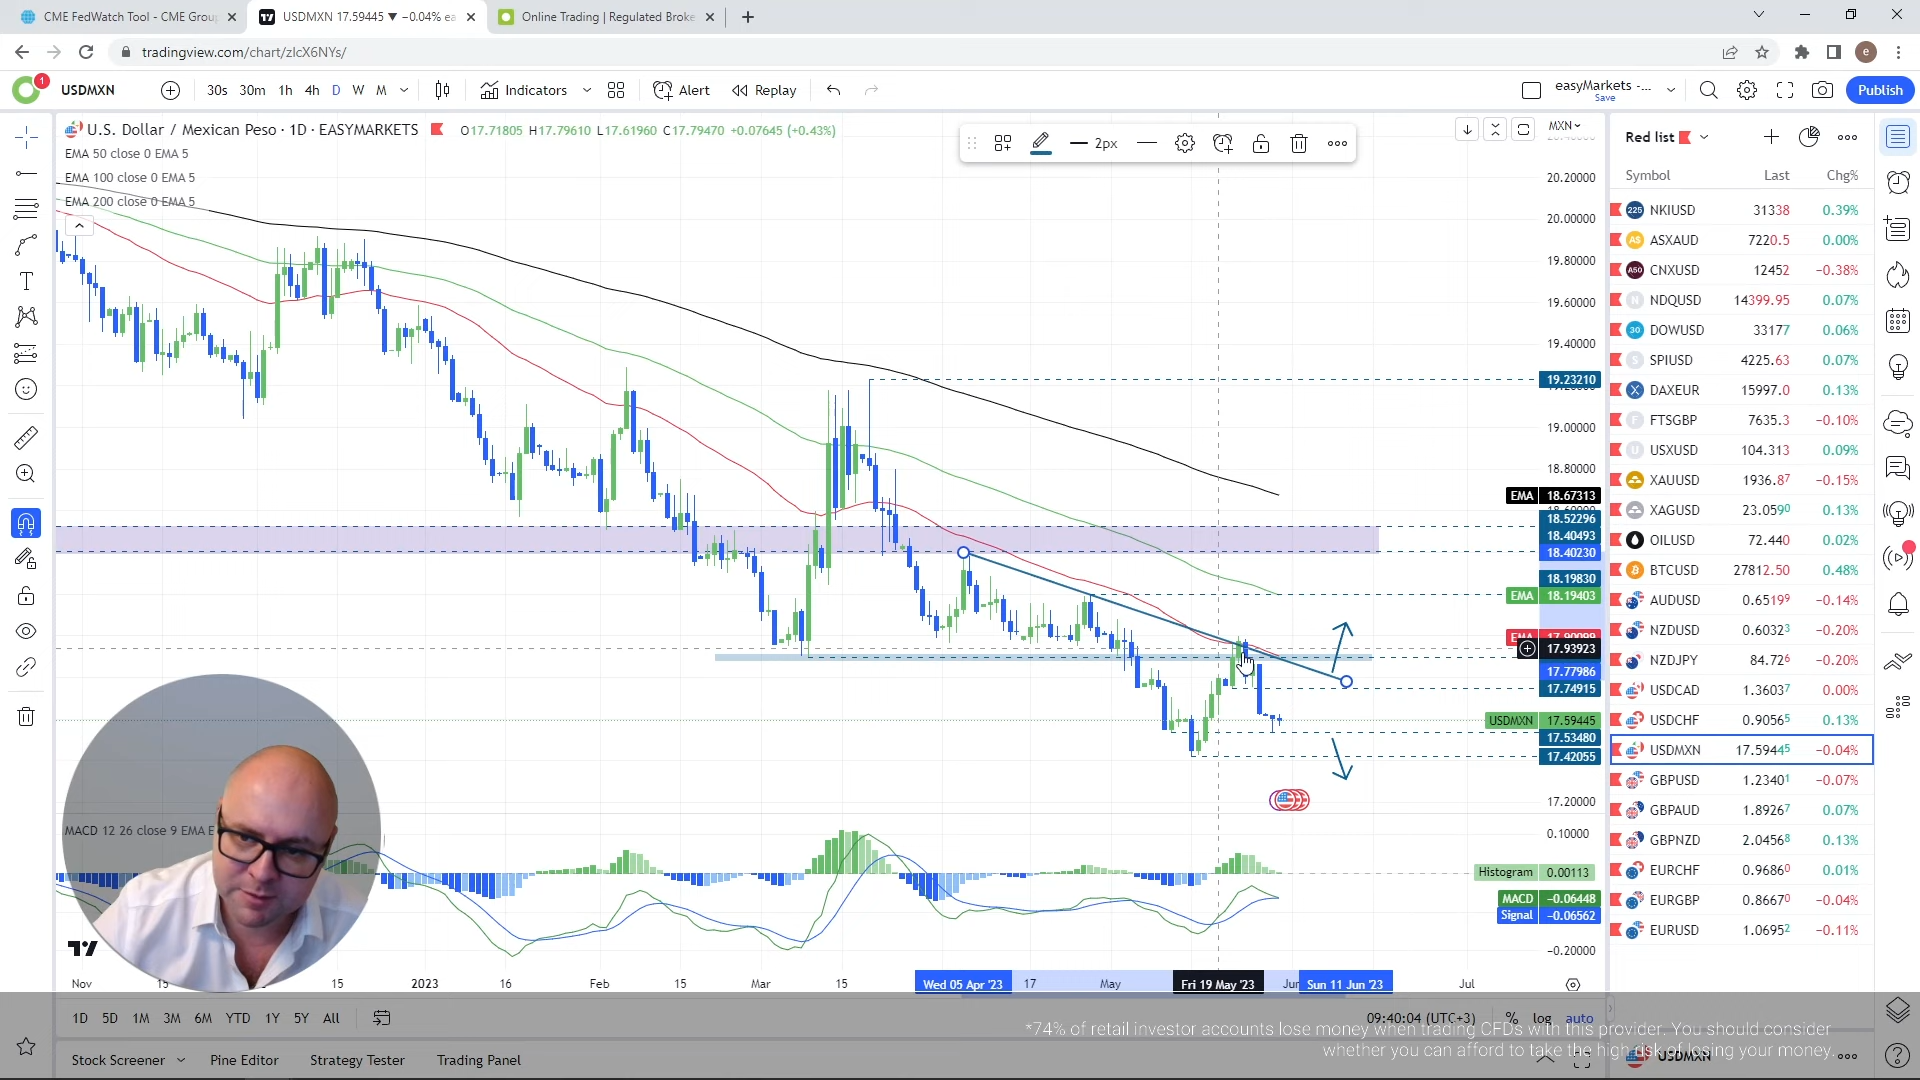 CME FedWatch Tool - CME Grou
USDMXN 17.59445 ▼ −0.04% ea
Online Trading | Regulated Broke
tradingview.com/chart/zIcX6NYs/
e
1
USDMXN
30s 30m 1h 4h D W M
Indicators
Alert
Replay
easyMarkets -...
Save
Publish
U.S. Dollar / Mexican Peso · 1D · EASYMARKETS
O17.71805 H17.79610 L17.61960 C17.79470 +0.07645 (+0.43%)
EMA 50 close 0 EMA 5
EMA 100 close 0 EMA 5
EMA 200 close 0 EMA 5
2px
MXN
20.20000
20.00000
19.80000
19.60000
19.40000
19.23210
19.00000
18.80000
EMA 18.67313
18.52296
18.40493
18.40230
18.19830
EMA 18.19403
EMA 17.90099
17.93923
17.77986
17.74915
USDMXN 17.59445
17.53480
17.42055
17.20000
MACD 12 26 close 9 EMA E
0.10000
Histogram 0.00113
MACD −0.06448
Signal −0.06562
−0.20000
Nov 15 15 2023 16 Feb 15 Mar 15 Wed 05 Apr '23 17 May Fri 19 May '23 Jun Sun 11 Jun '23 Jul
1D 5D 1M 3M 6M YTD 1Y 5Y All
09:40:04 (UTC+3) % log auto
Stock Screener Pine Editor Strategy Tester Trading Panel
*74% of retail investor accounts lose money when trading CFDs with this provider. You should consider
whether you can afford to take the high risk of losing your money.
Red list
Symbol Last Chg%
225 NKIUSD 31338 0.39%
A$ ASXAUD 7220.5 0.00%
A50 CNXUSD 12452 −0.38%
N NDQUSD 14399.95 0.07%
30 DOWUSD 33177 0.06%
S SPIUSD 4225.63 0.07%
X DAXEUR 15997.0 0.13%
F FTSGBP 7635.3 −0.10%
U USXUSD 104.313 0.09%
XAUUSD 1936.87 −0.15%
XAGUSD 23.0590 0.13%
OILUSD 72.440 0.02%
BTCUSD 27812.50 0.48%
AUDUSD 0.65199 −0.14%
NZDUSD 0.60323 −0.20%
NZDJPY 84.726 −0.20%
USDCAD 1.36037 0.00%
USDCHF 0.90565 0.13%
USDMXN 17.59445 −0.04%
GBPUSD 1.23401 −0.07%
GBPAUD 1.89267 0.07%
GBPNZD 2.04568 0.13%
EURCHF 0.96860 0.01%
EURGBP 0.86670 −0.04%
EURUSD 1.06952 −0.11%
USDMXN